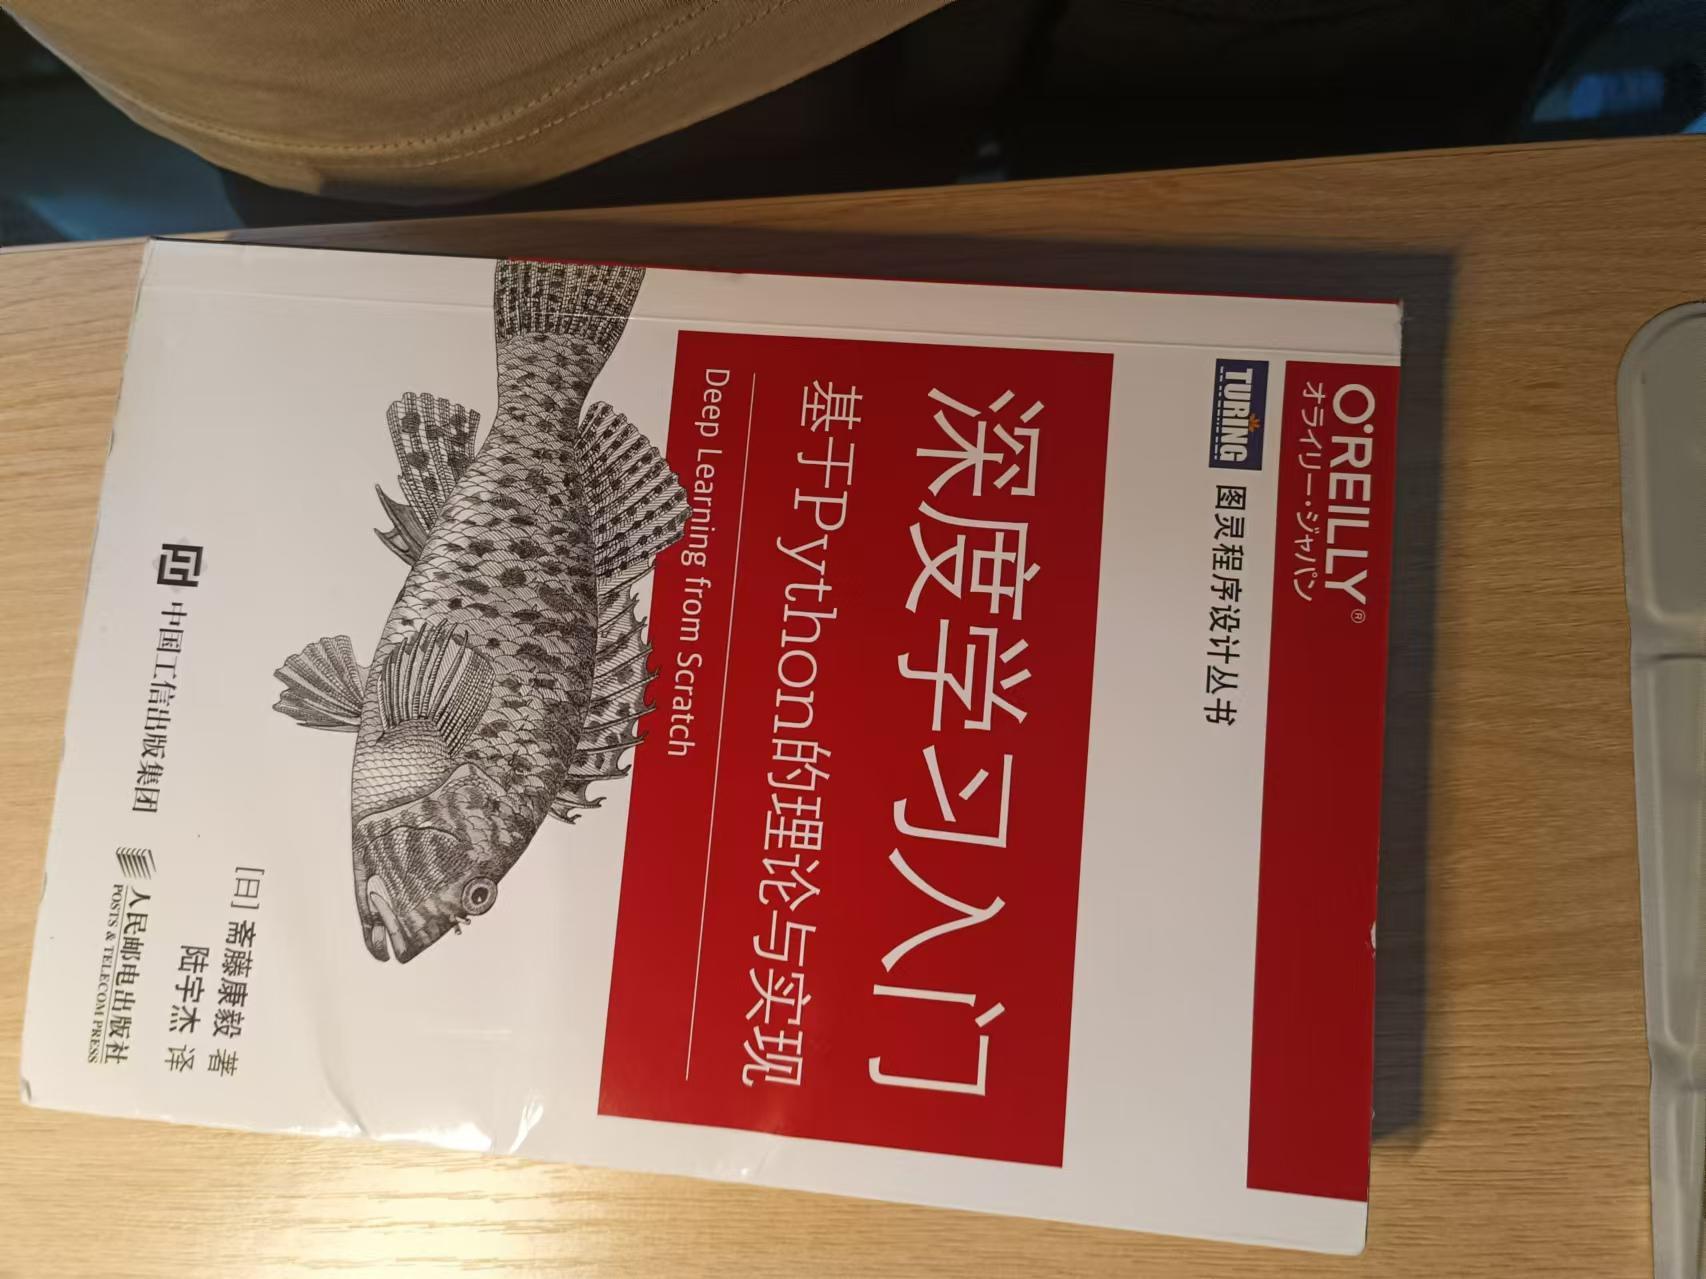 O'REILLY®
オライリー・ジャパン
TURING 图灵程序设计丛书
深度学习入门
基于Python的理论与实现
Deep Learning from Scratch
[日] 斋藤康毅 著
陆宇杰 译
中国工信出版集团
人民邮电出版社
POSTS & TELECOM PRESS